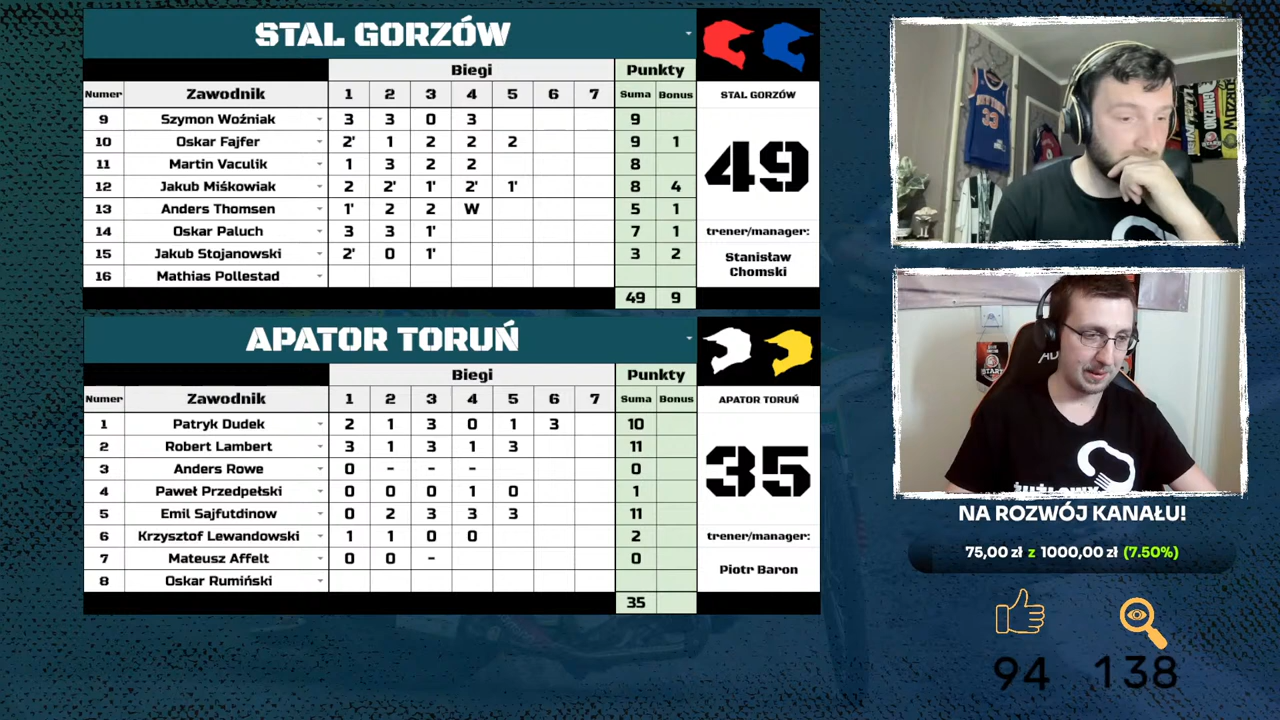 STAL GORZÓW
Biegi Punkty
Numer Zawodnik 1 2 3 4 5 6 7 Suma Bonus
9 Szymon Woźniak 3 3 0 3 9
10 Oskar Fajfer 2' 1 2 2 2 9 1
11 Martin Vaculik 1 3 2 2 8
12 Jakub Miśkowiak 2 2' 1' 2' 1' 8 4
13 Anders Thomsen 1' 2 2 W 5 1
14 Oskar Paluch 3 3 1' 7 1
15 Jakub Stojanowski 2' 0 1' 3 2
16 Mathias Pollestad
49 9
STAL GORZÓW
49
trener/manager:
Stanisław
Chomski
APATOR TORUŃ
Biegi Punkty
Numer Zawodnik 1 2 3 4 5 6 7 Suma Bonus
1 Patryk Dudek 2 1 3 0 1 3 10
2 Robert Lambert 3 1 3 1 3 11
3 Anders Rowe 0 - - - 0
4 Paweł Przedpełski 0 0 0 1 0 1
5 Emil Sajfutdinow 0 2 3 3 3 11
6 Krzysztof Lewandowski 1 1 0 0 2
7 Mateusz Affelt 0 0 - 0
8 Oskar Rumiński
35
APATOR TORUŃ
35
trener/manager:
Piotr Baron
33
START
NA ROZWÓJ KANAŁU!
75,00 zł z 1000,00 zł (7.50%)
94 138